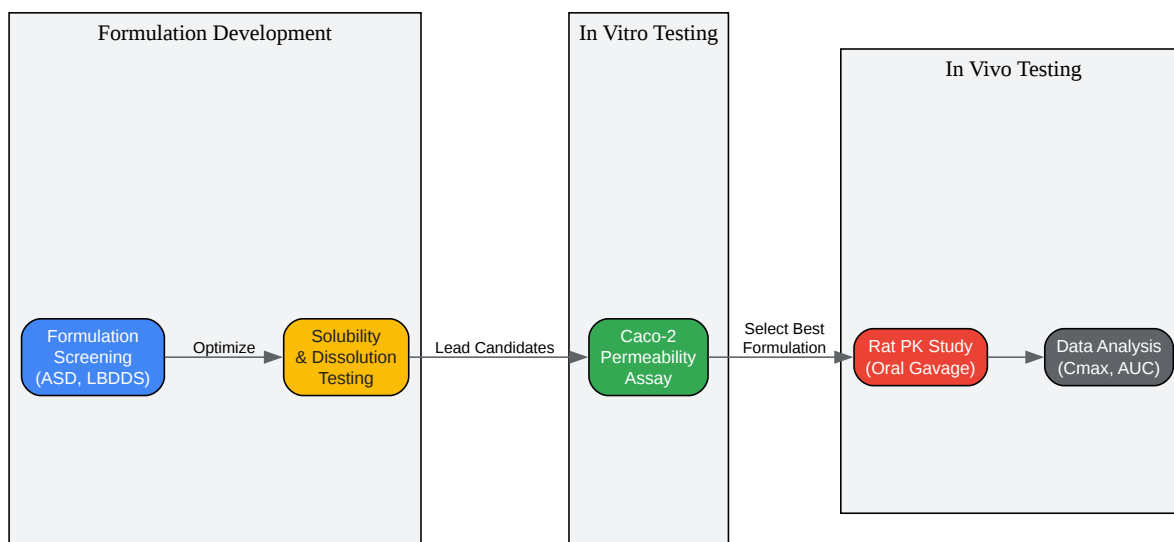 Formulation Development
In Vitro Testing
In Vivo Testing
Formulation
Screening
(ASD, LBDDS)
Optimize
Solubility
& Dissolution
Testing
Lead Candidates
Caco-2
Permeability
Assay
Select Best
Formulation
Rat PK Study
(Oral Gavage)
Data Analysis
(Cmax, AUC)